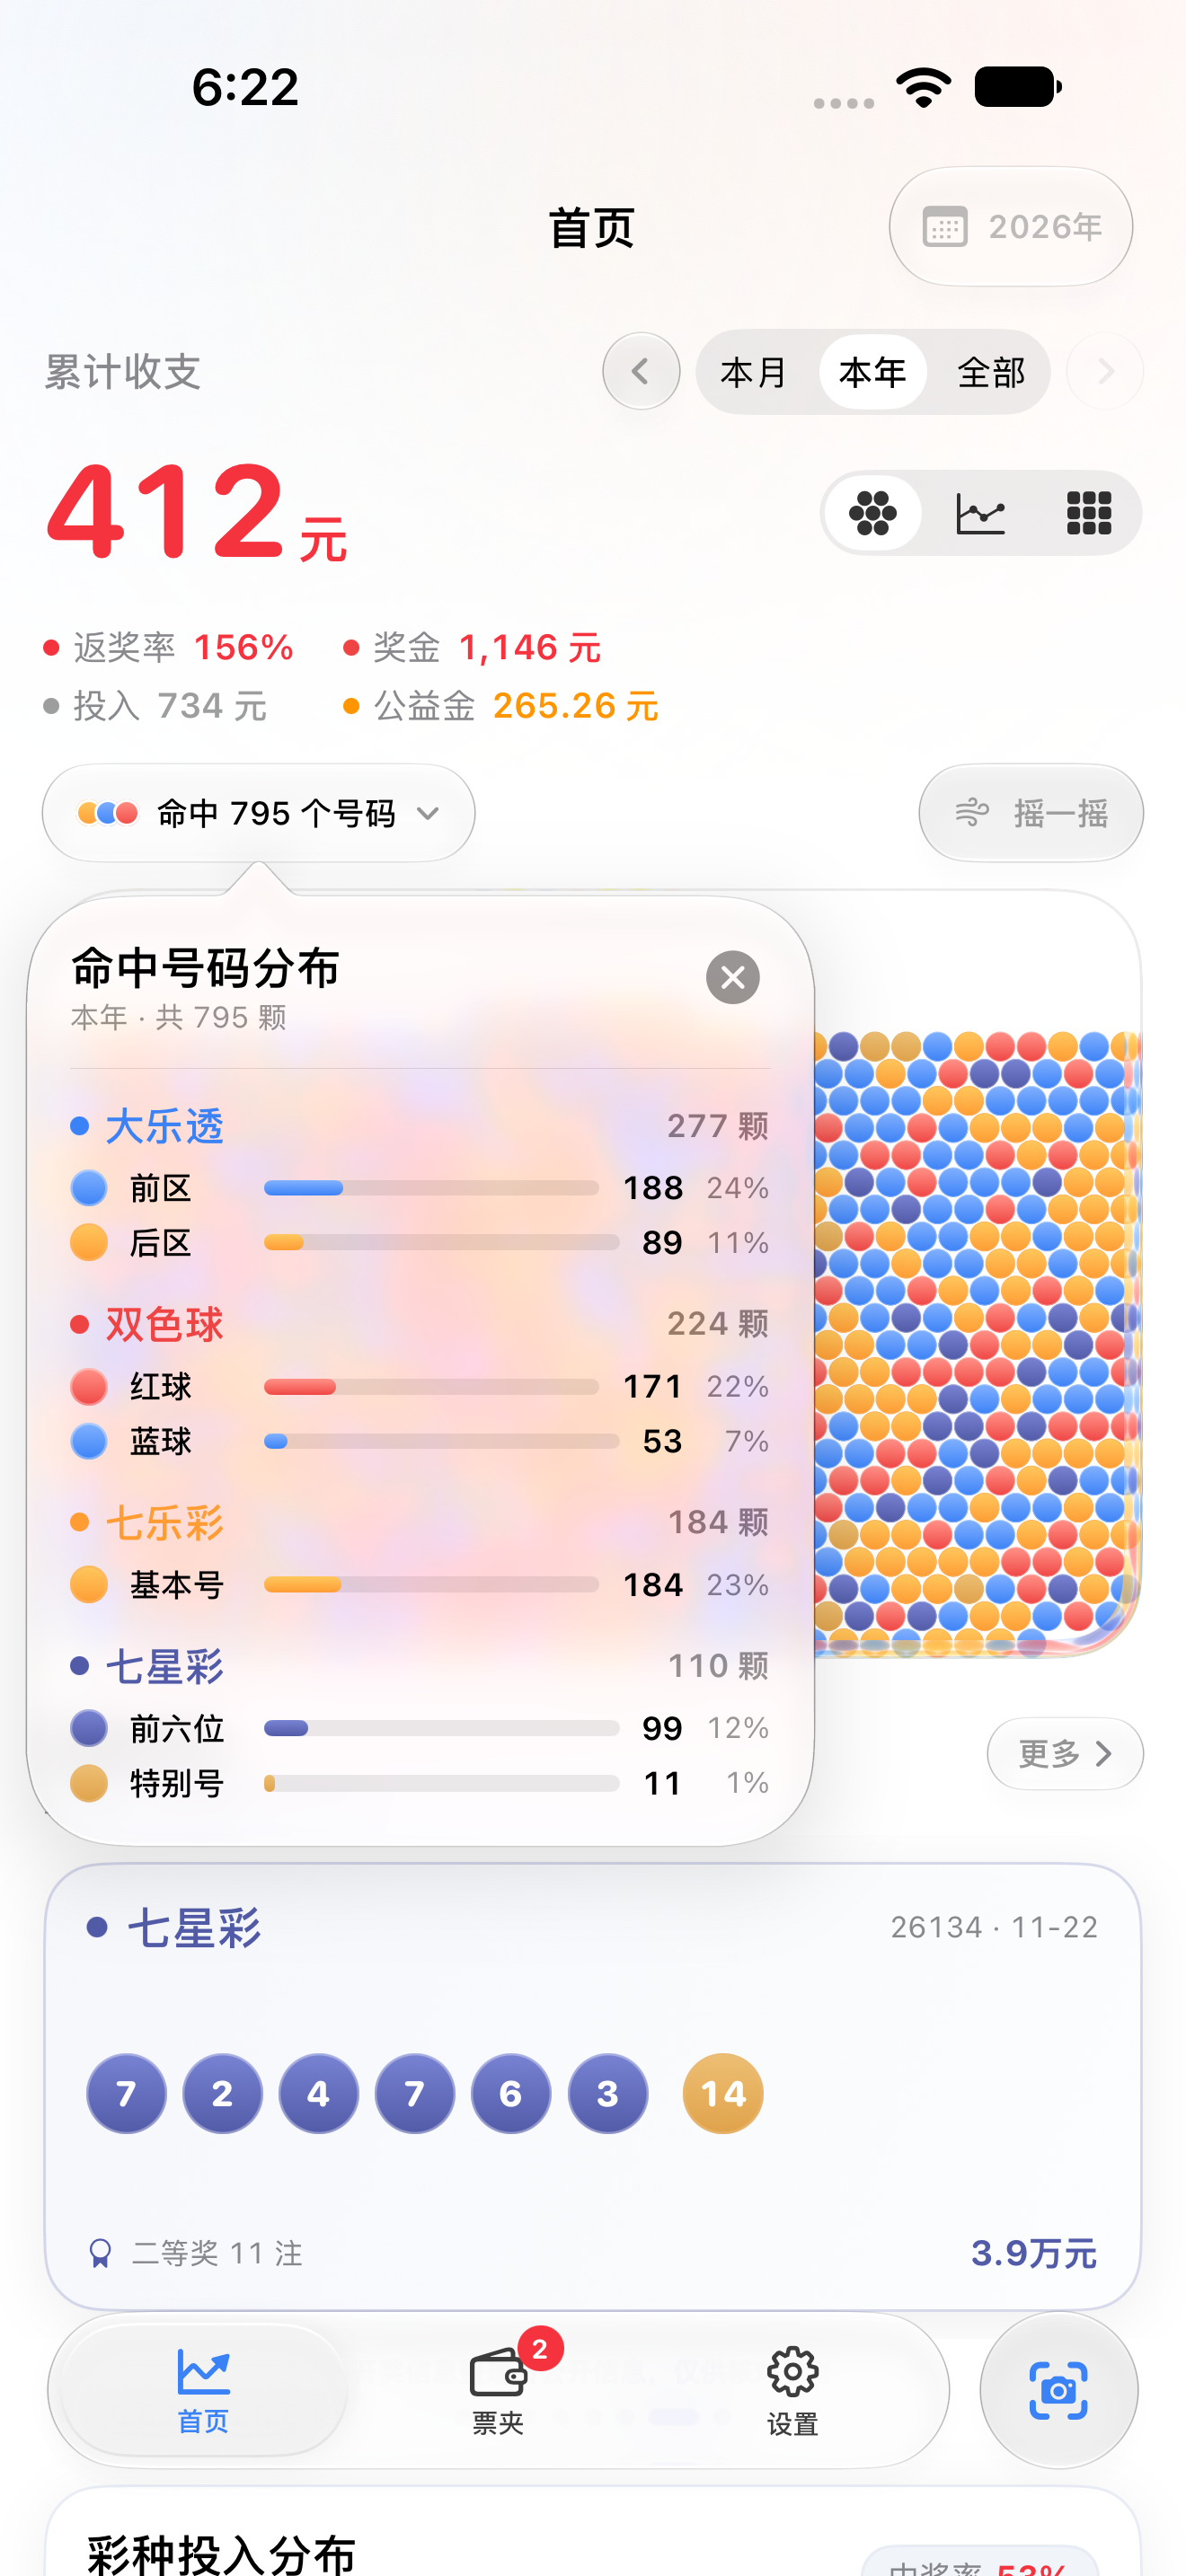 6:22
首页
2026年
累计收支
本月 本年 全部
412元
返奖率 156% 奖金 1,146 元
投入 734 元 公益金 265.26 元
命中 795 个号码
摇一摇
命中号码分布
本年 · 共 795 颗
大乐透 277 颗
前区 188 24%
后区 89 11%
双色球 224 颗
红球 171 22%
蓝球 53 7%
七乐彩 184 颗
基本号 184 23%
七星彩 110 颗
前六位 99 12%
特别号 11 1%
更多
七星彩 26134 · 11-22
7 2 4 7 6 3 14
二等奖 11 注 3.9万元
2
首页 票夹 设置
彩种投入分布
中奖率 53%